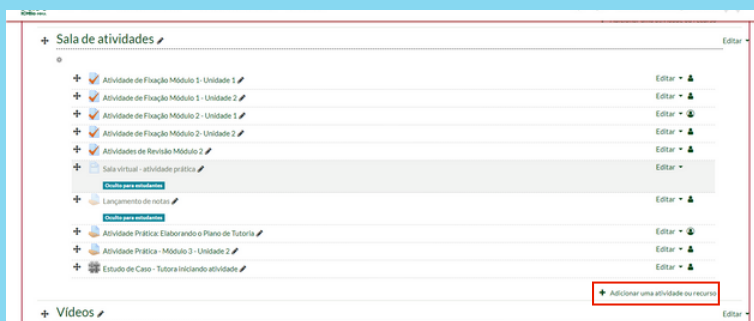 Sala de atividades
Editar
Atividade de Fixação Módulo 1- Unidade 1
Editar
Atividade de Fixação Módulo 1 - Unidade 2
Editar
Atividade de Fixação Módulo 2 - Unidade 1
Editar
Atividade de Fixação Módulo 2- Unidade 2
Editar
Atividades de Revisão Módulo 2
Editar
Sala virtual - atividade prática
Editar
Oculto para estudantes
Lançamento de notas
Editar
Oculto para estudantes
Atividade Prática: Elaborando o Plano de Tutoria
Editar
Atividade Prática - Módulo 3 - Unidade 2
Editar
Estudo de Caso - Tutora iniciando atividade
Editar
Adicionar uma atividade ou recurso
Vídeos
Editar